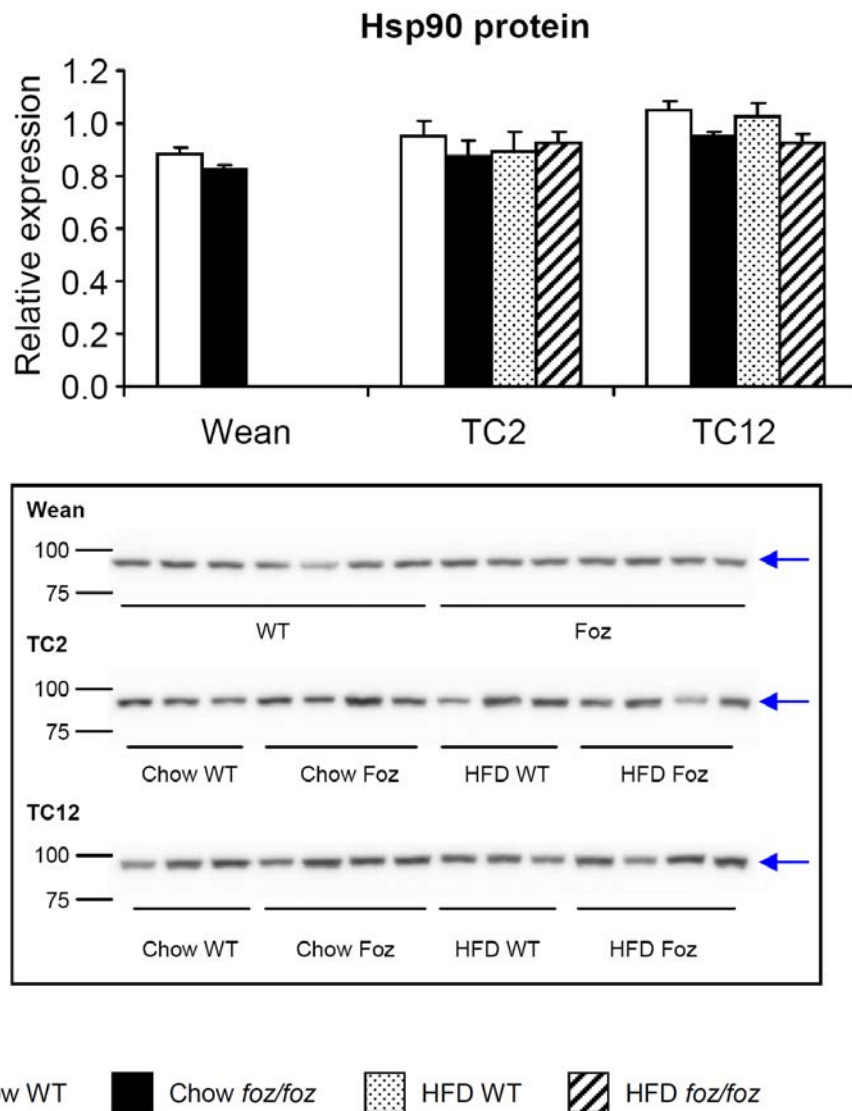 Hsp90 protein
Relative expression
1.2
1.0
0.8
0.6
0.4
0.2
0.0
Wean TC2 TC12
Wean
100
75
WT Foz
TC2
100
75
Chow WT Chow Foz HFD WT HFD Foz
TC12
100
75
Chow WT Chow Foz HFD WT HFD Foz
WT Chow foz/foz HFD WT HFD foz/foz